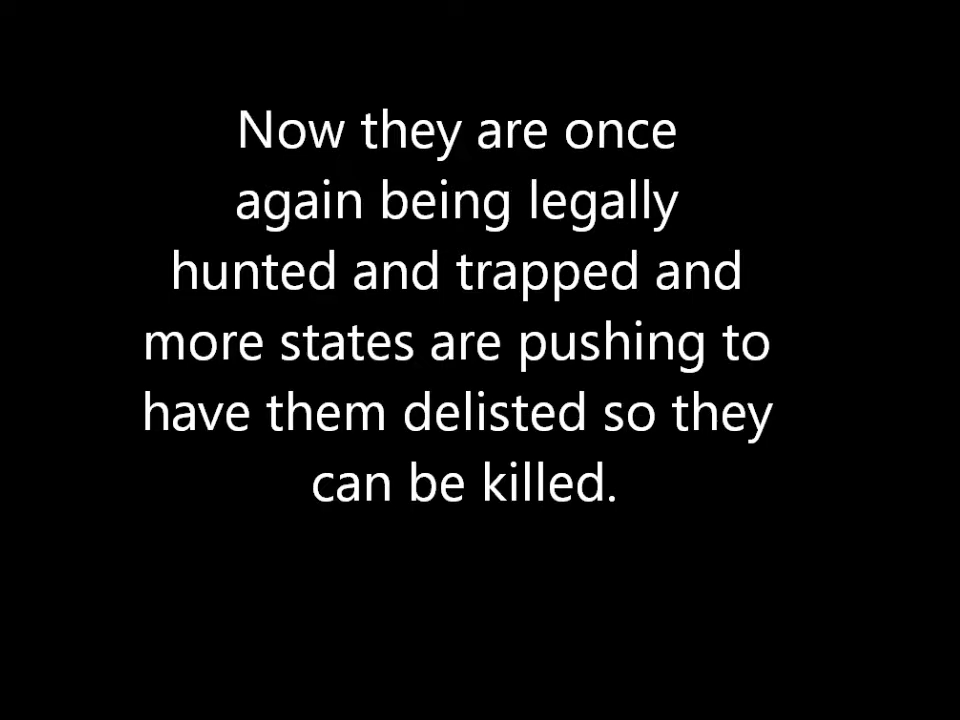 Now they are once
again being legally
hunted and trapped and
more states are pushing to
have them delisted so they
can be killed.